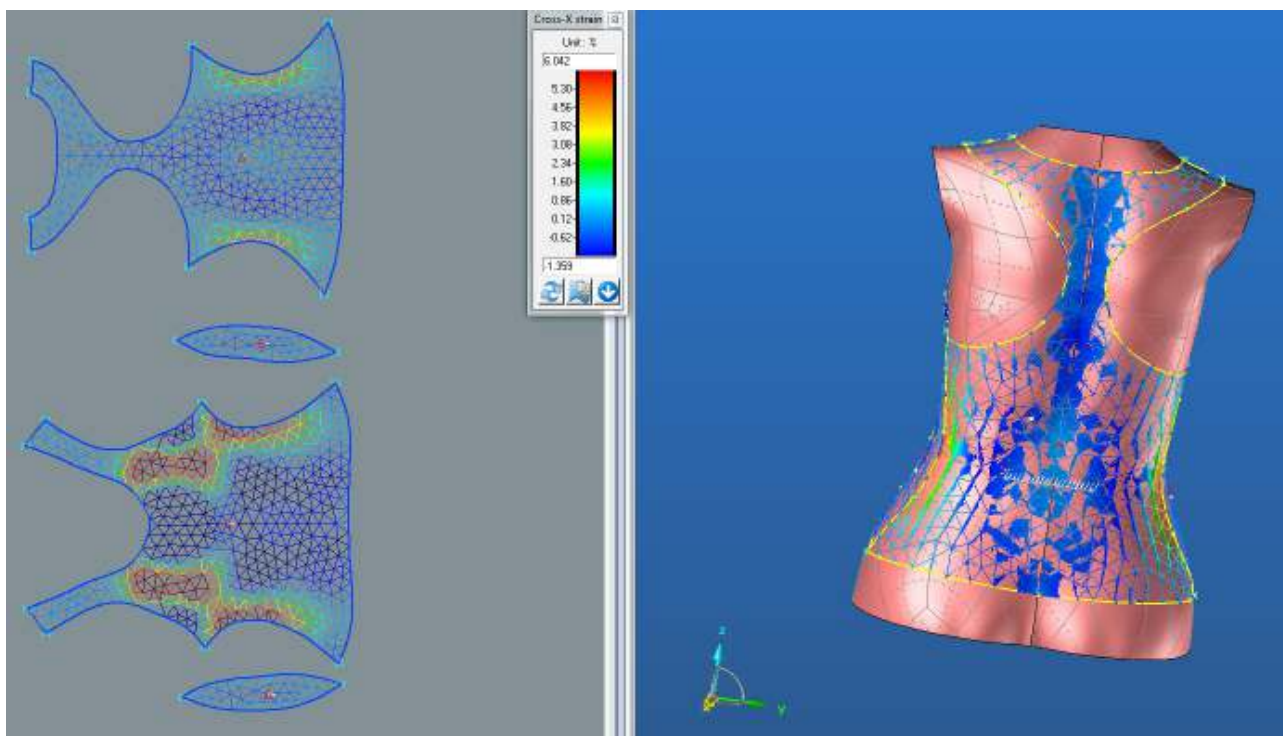 Cross-X strain
Unit: %
6.042
5.30
4.56
3.82
3.08
2.34
1.60
0.86
0.12
-0.62
-1.359
z
y